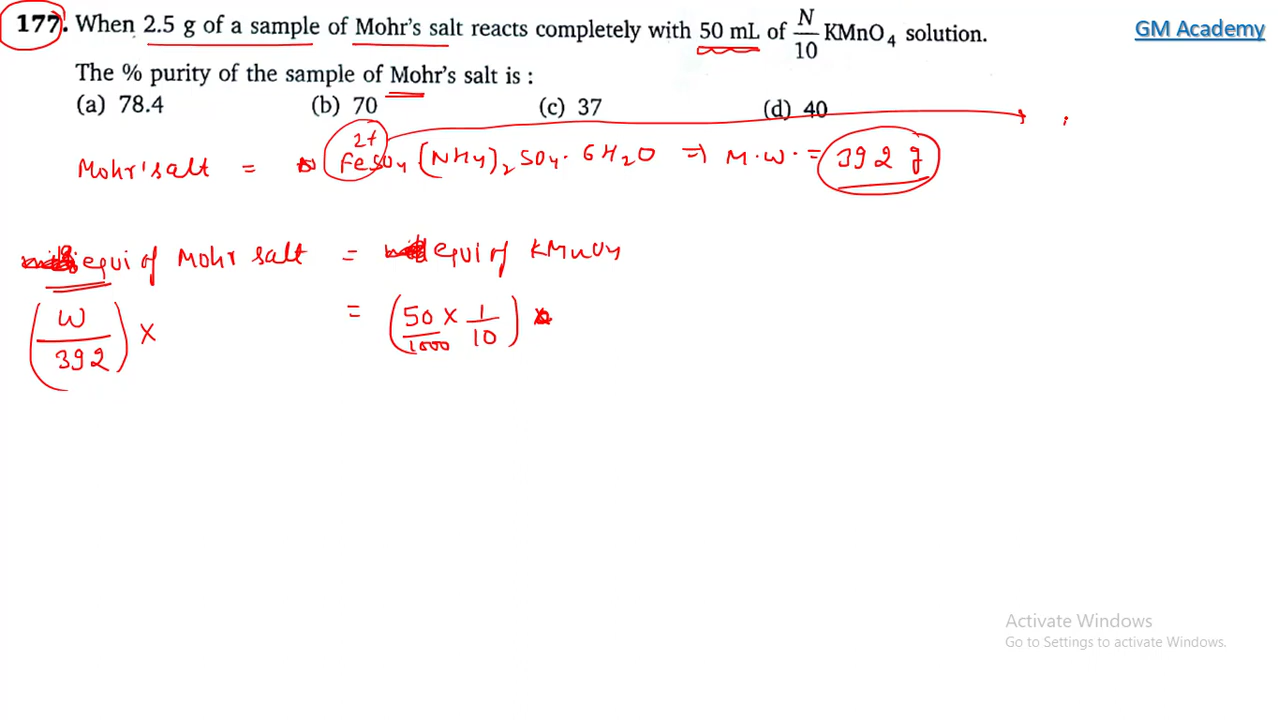 177. When 2.5 g of a sample of Mohr's salt reacts completely with 50 mL of N/10 KMnO4 solution.
GM Academy
The % purity of the sample of Mohr's salt is :
(a) 78.4 (b) 70 (c) 37 (d) 40
Mohr'salt = Fe2+SO4 (NH4)2 SO4 . 6H2O => M.W. = 392 g
equi of Mohr salt = equi of KMnO4
(W/392) × = (50/1000 × 1/10)
Activate Windows
Go to Settings to activate Windows.